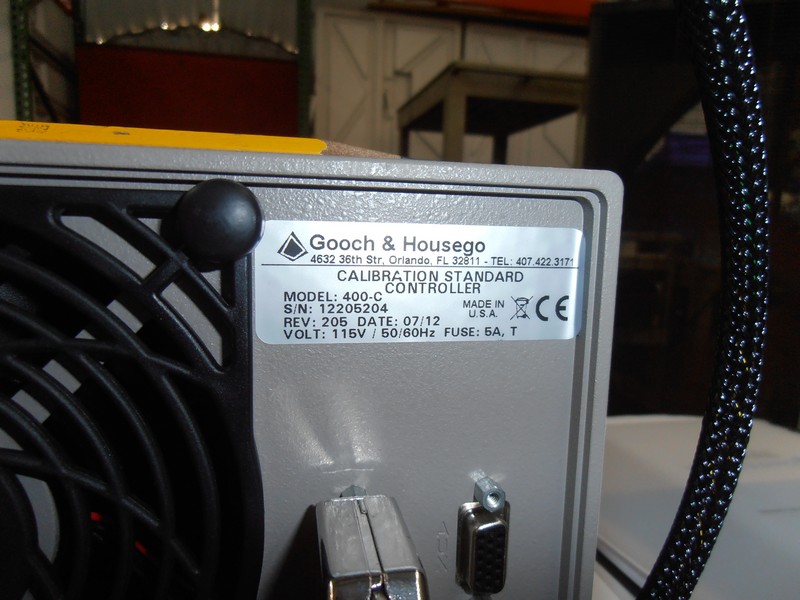 Gooch & Housego
4632 36th Str, Orlando, FL 32811 - TEL: 407.422.3171
CALIBRATION STANDARD
CONTROLLER
MODEL: 400-C
S/N: 12205204
REV: 205 DATE: 07/12
VOLT: 115V / 50/60Hz FUSE: 5A, T
MADE IN
U.S.A.
CE